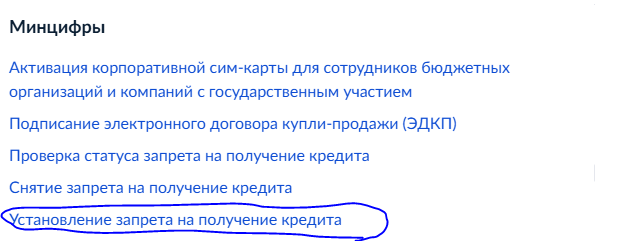 Минцифры
Активация корпоративной сим-карты для сотрудников бюджетных
организаций и компаний с государственным участием
Подписание электронного договора купли-продажи (ЭДКП)
Проверка статуса запрета на получение кредита
Снятие запрета на получение кредита
Установление запрета на получение кредита